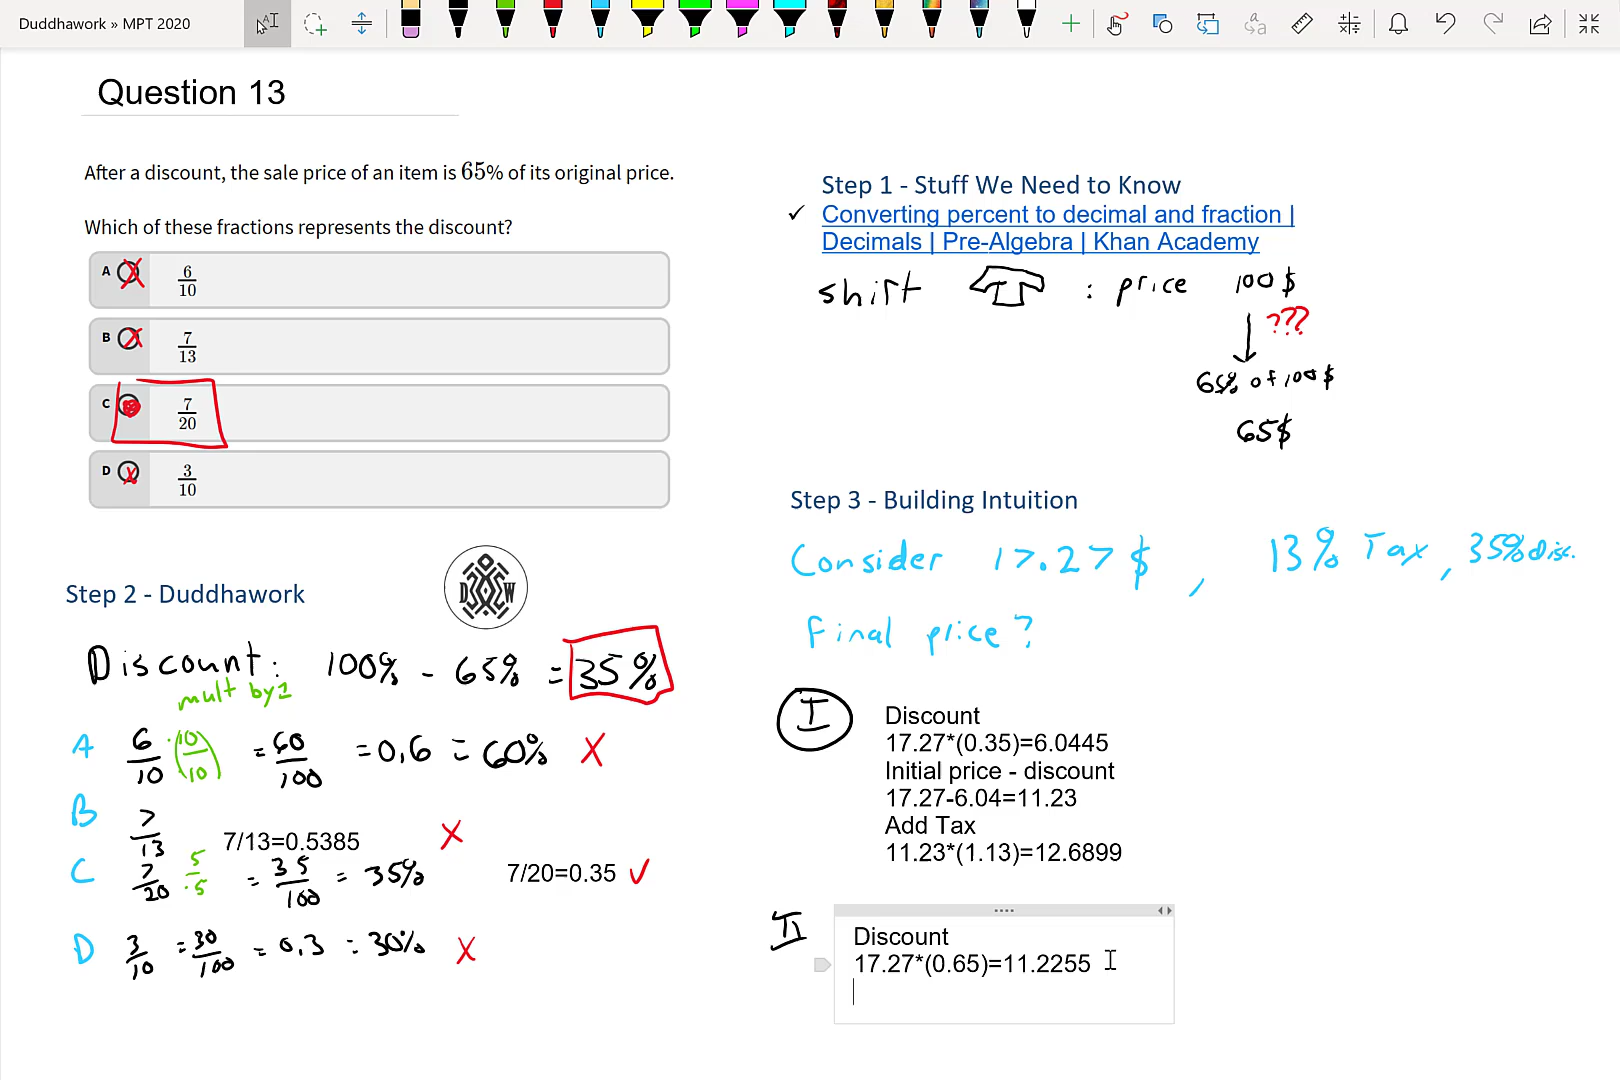 Duddhawork » MPT 2020
Question 13
After a discount, the sale price of an item is 65% of its original price.
Which of these fractions represents the discount?
A 6/10
B 7/13
C 7/20
D 3/10
Step 1 - Stuff We Need to Know
✓ Converting percent to decimal and fraction |
Decimals | Pre-Algebra | Khan Academy
shirt : price 100$
???
65% of 100$
65$
Step 2 - Duddhawork
D W
Discount: 100% - 65% = 35%
mult by 1
A 6/10 ·(10/10) = 60/100 = 0,6 = 60% X
B 7/13 7/13=0.5385 X
C 7/20 ·5/5 = 35/100 = 35% 7/20=0.35 ✓
D 3/10 = 30/100 = 0,3 = 30% X
Step 3 - Building Intuition
Consider 17.27$, 13% Tax, 35% Disc.
Final price?
I
Discount
17.27*(0.35)=6.0445
Initial price - discount
17.27-6.04=11.23
Add Tax
11.23*(1.13)=12.6899
II
Discount
17.27*(0.65)=11.2255